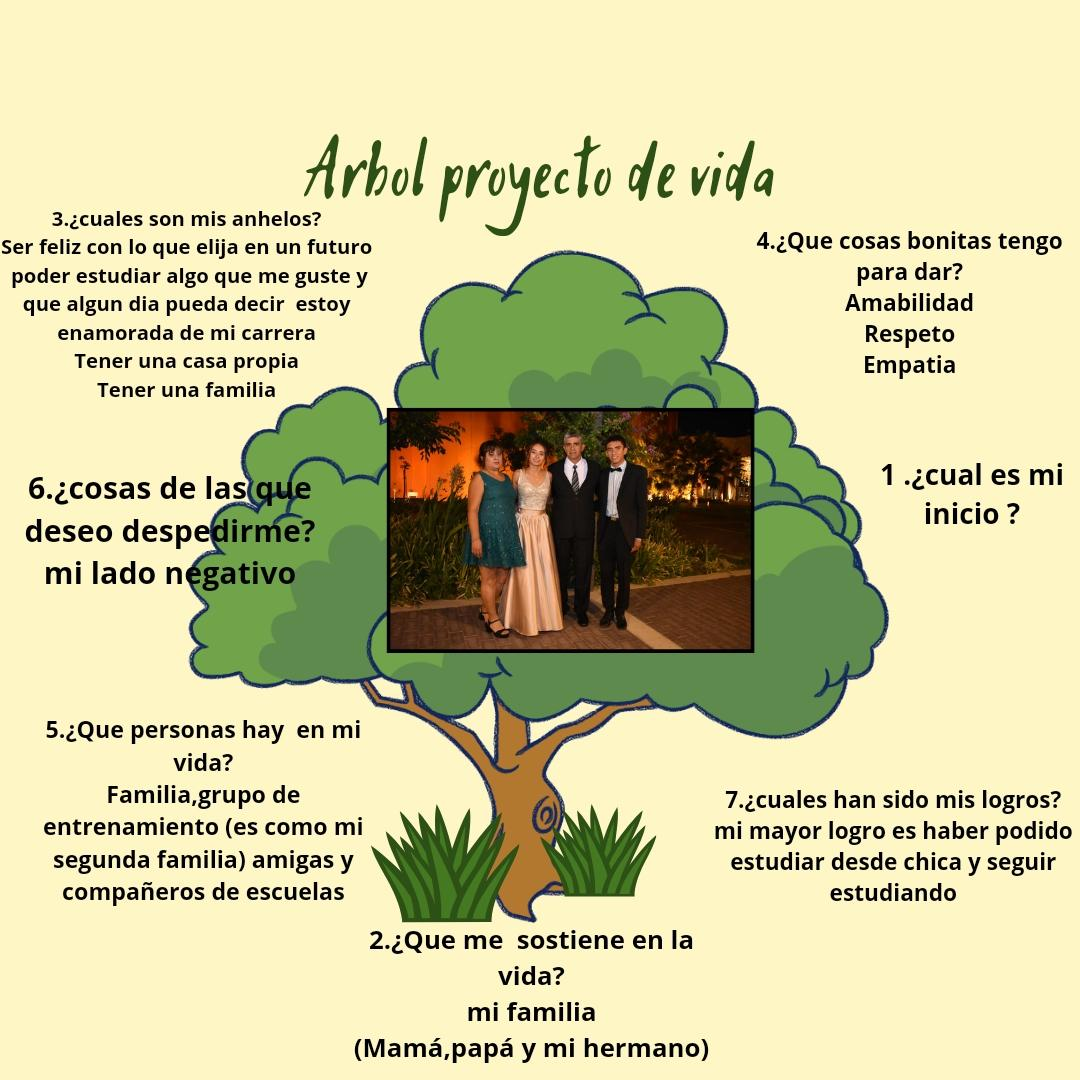 Arbol proyecto de vida
3.¿cuales son mis anhelos?
Ser feliz con lo que elija en un futuro
poder estudiar algo que me guste y
que algun dia pueda decir estoy
enamorada de mi carrera
Tener una casa propia
Tener una familia
4.¿Que cosas bonitas tengo
para dar?
Amabilidad
Respeto
Empatia
6.¿cosas de las que
deseo despedirme?
mi lado negativo
1 .¿cual es mi
inicio ?
5.¿Que personas hay en mi
vida?
Familia,grupo de
entrenamiento (es como mi
segunda familia) amigas y
compañeros de escuelas
7.¿cuales han sido mis logros?
mi mayor logro es haber podido
estudiar desde chica y seguir
estudiando
2.¿Que me sostiene en la
vida?
mi familia
(Mamá,papá y mi hermano)